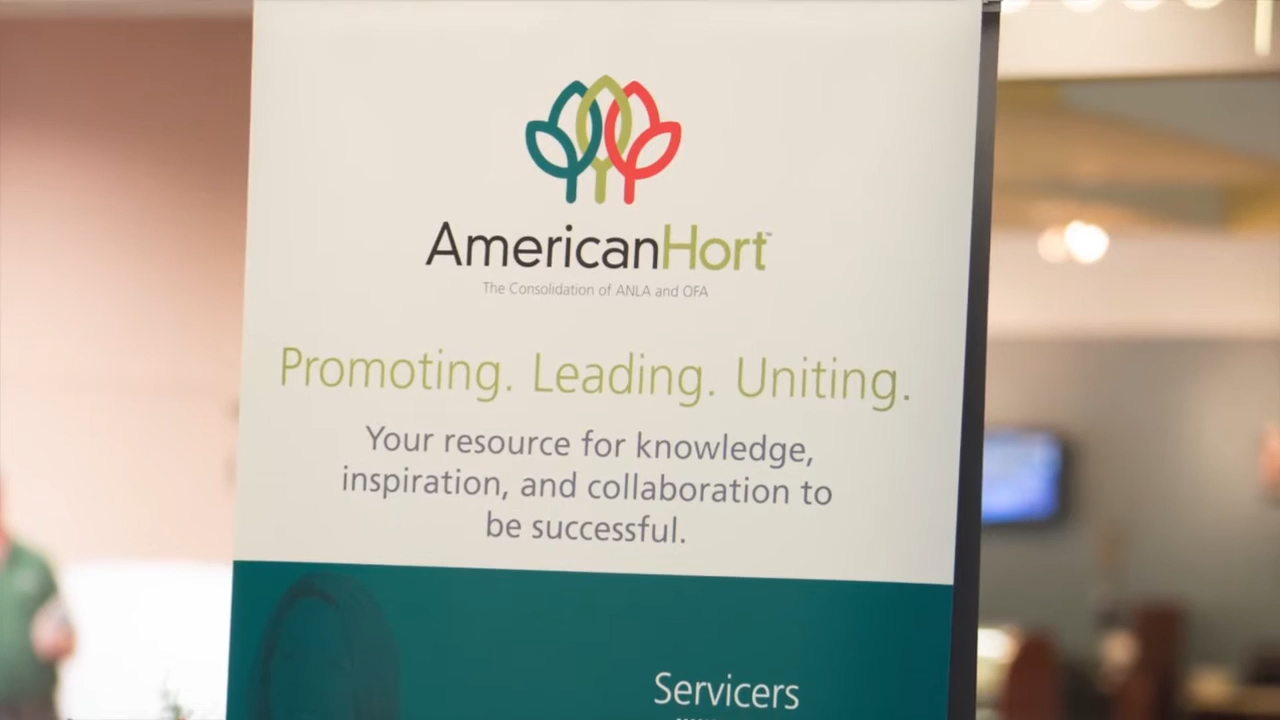 AmericanHort™
The Consolidation of ANLA and OFA
Promoting. Leading. Uniting.
Your resource for knowledge,
inspiration, and collaboration to
be successful.
Servicers